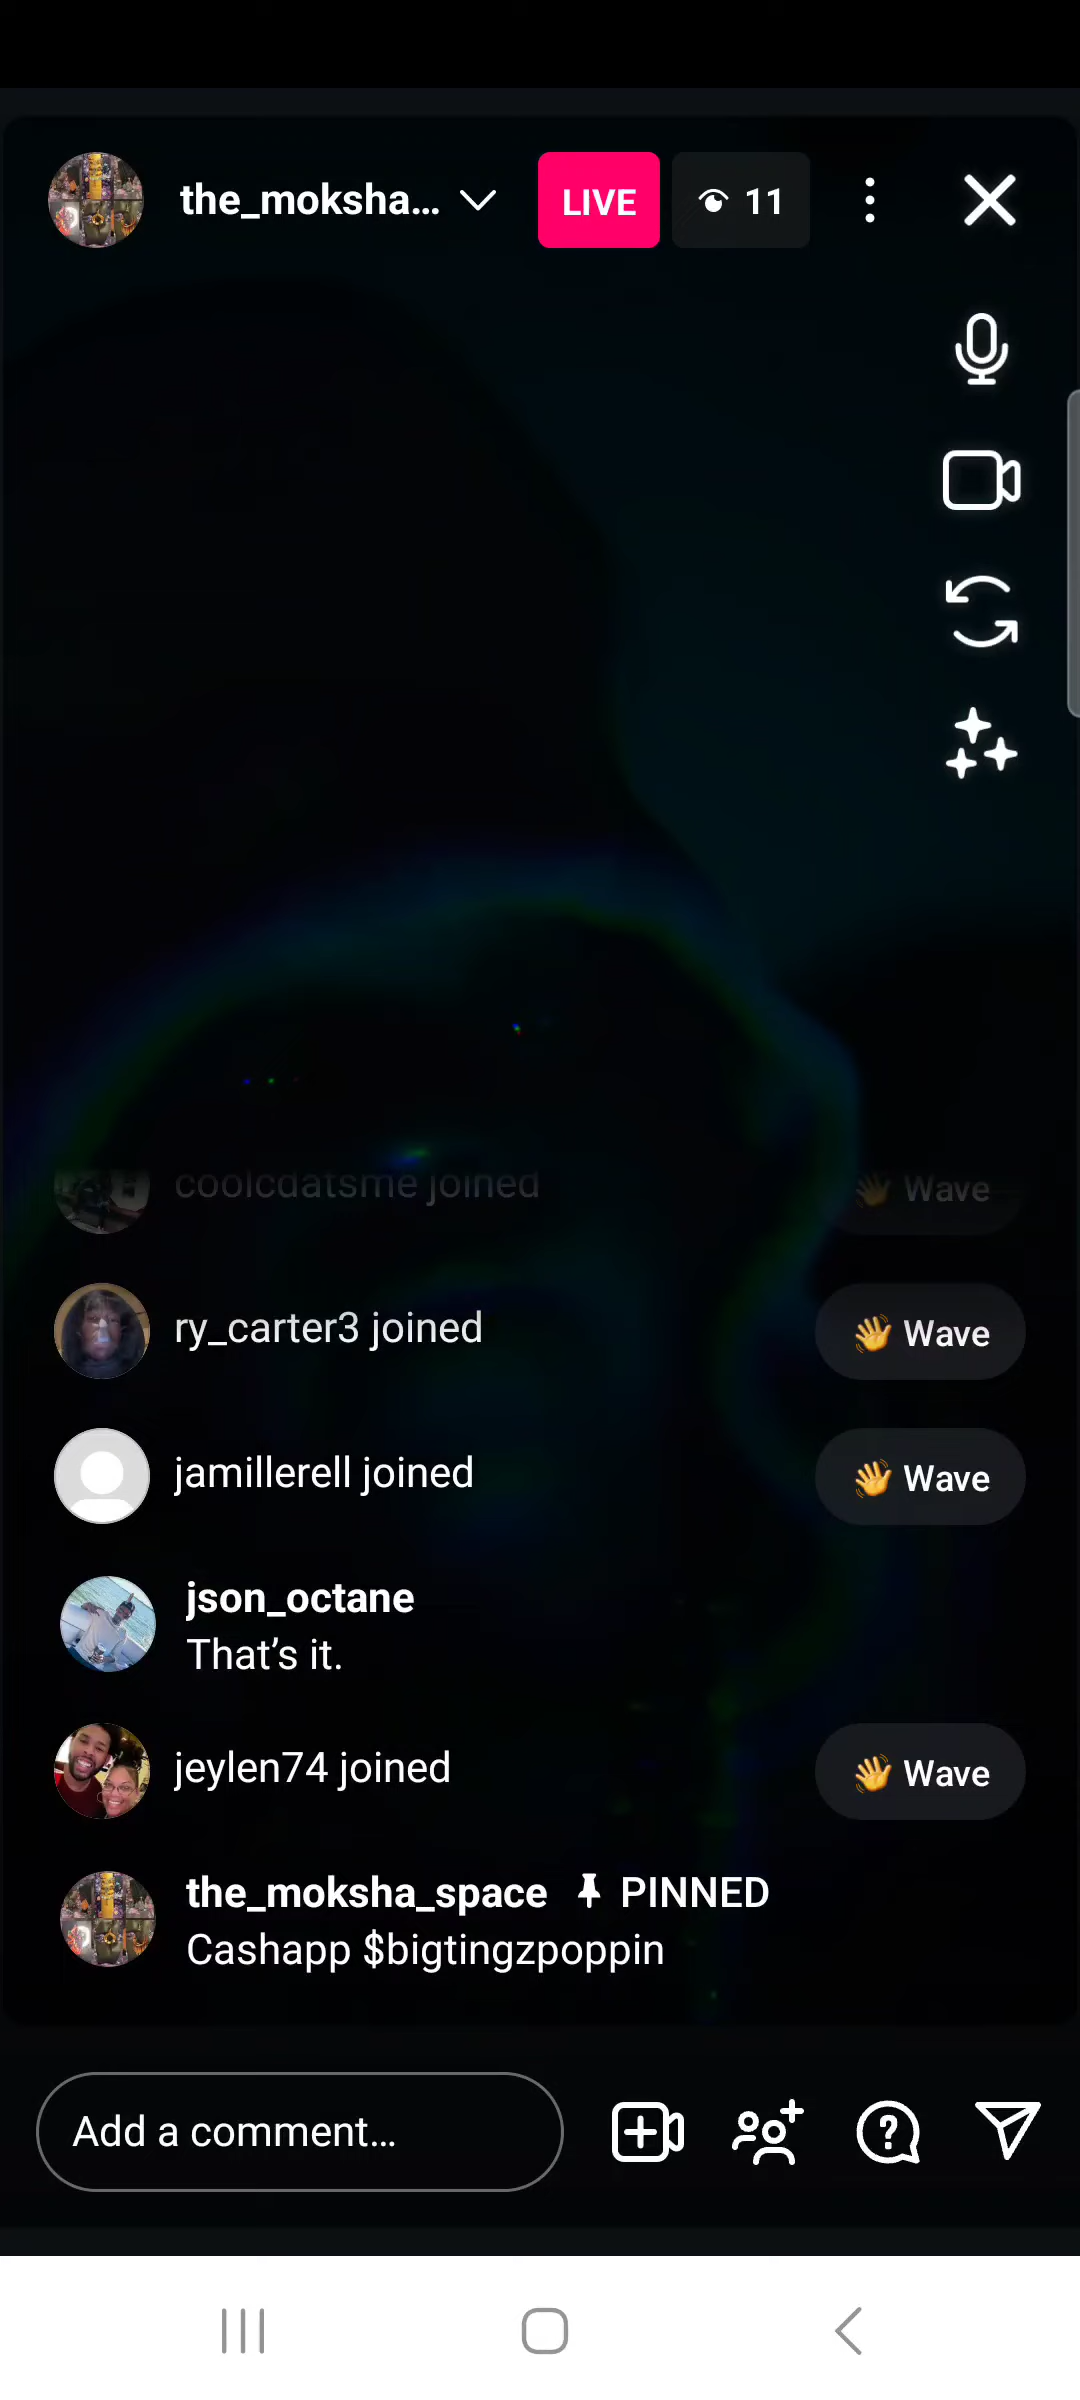 the_moksha...
LIVE
11
coolcdatsme joined
Wave
ry_carter3 joined
Wave
jamillerell joined
Wave
json_octane
That’s it.
jeylen74 joined
Wave
the_moksha_space PINNED
Cashapp $bigtingzpoppin
Add a comment...